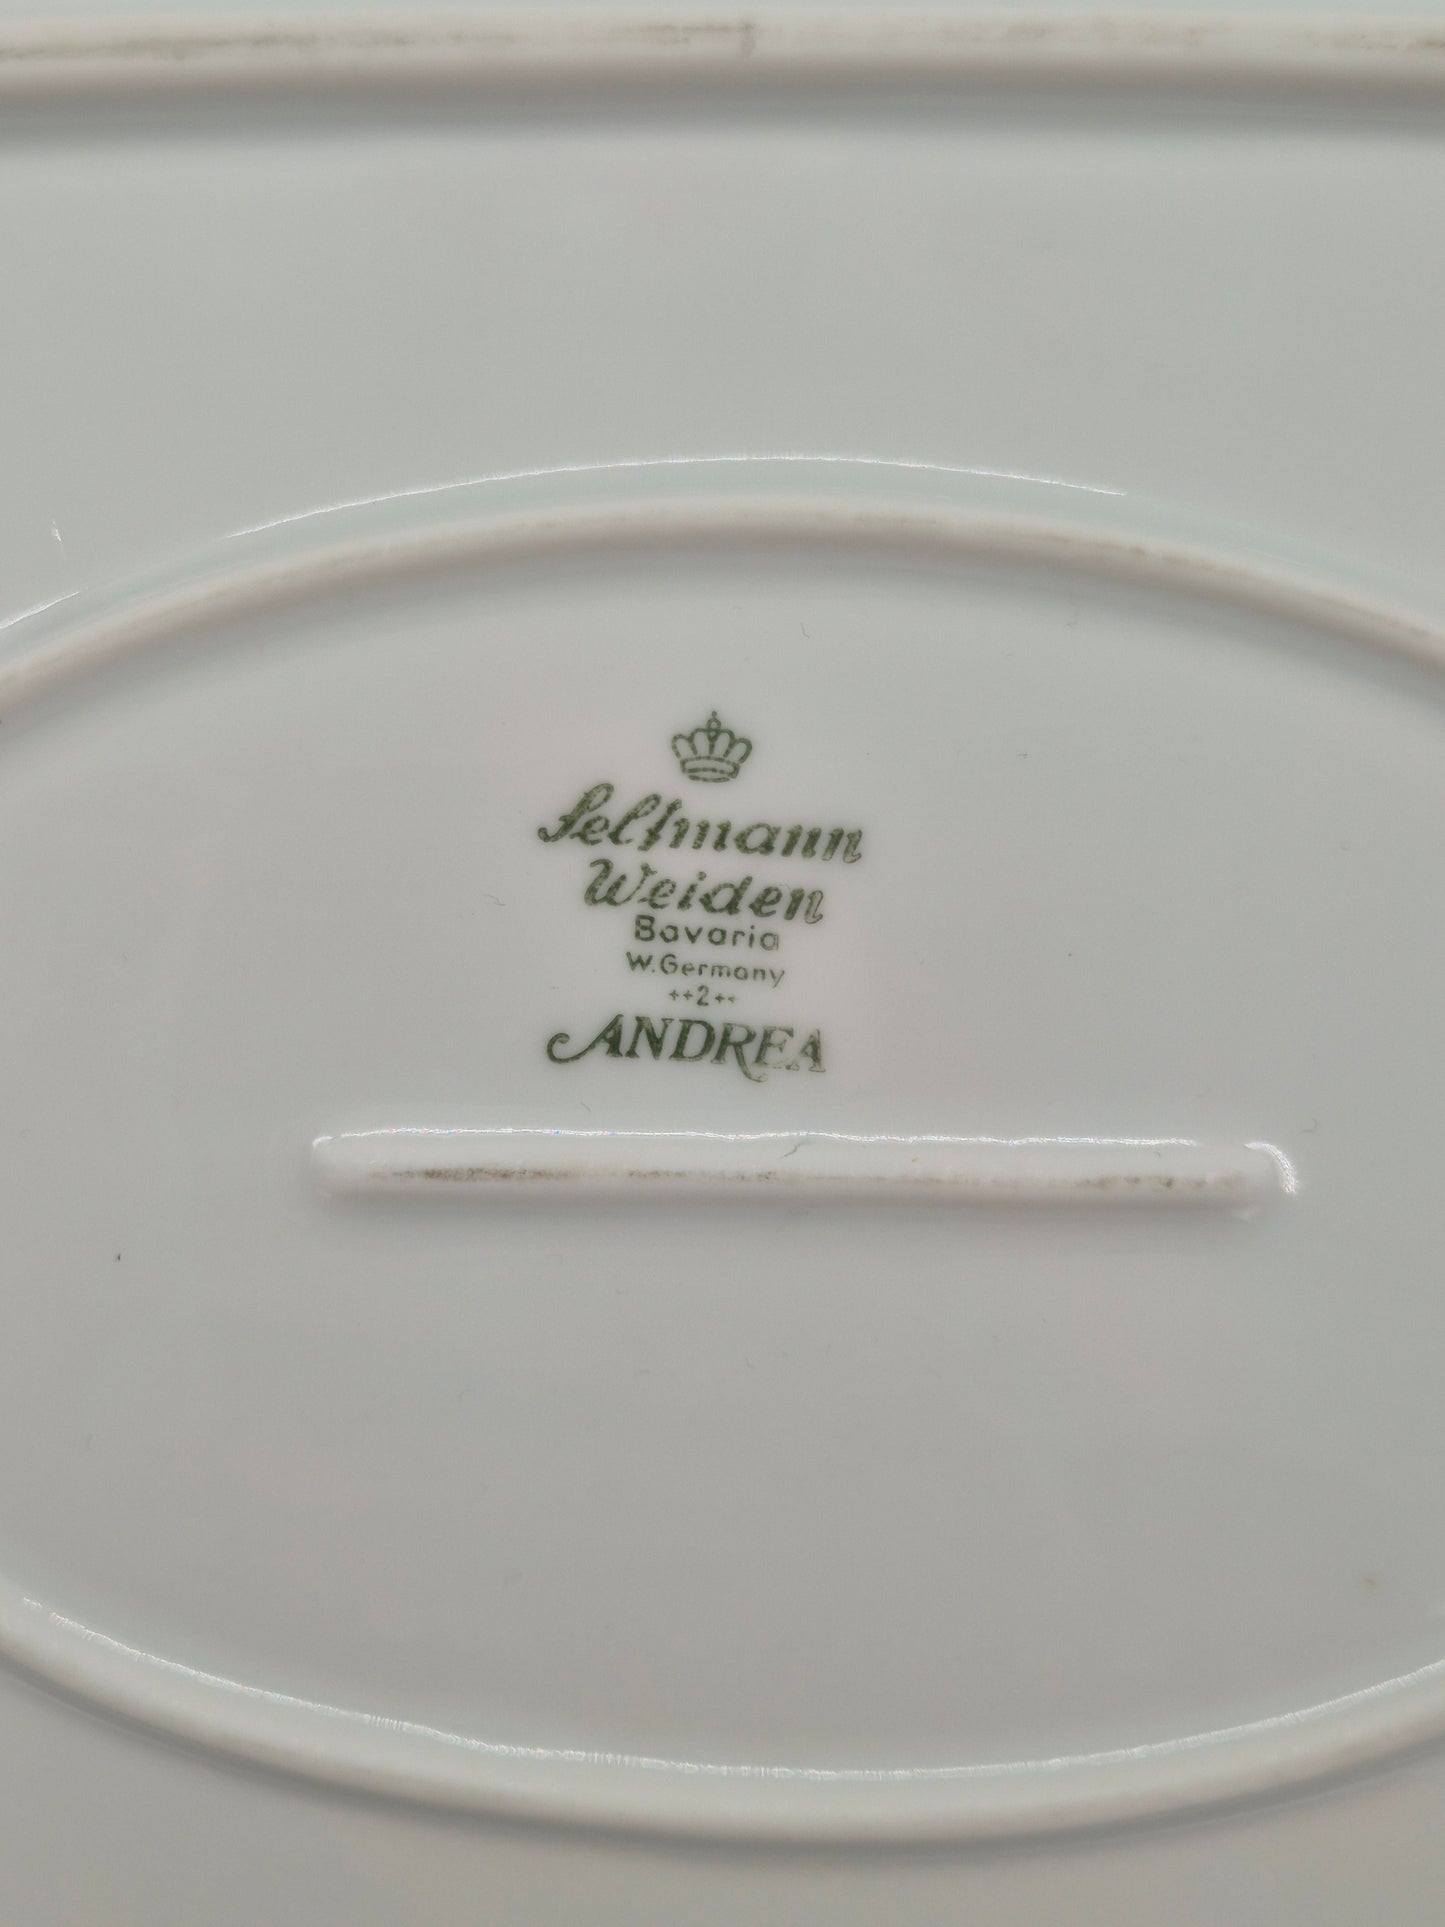 Seltmann
Weiden
Bavaria
W. Germany
++2++
ANDREA